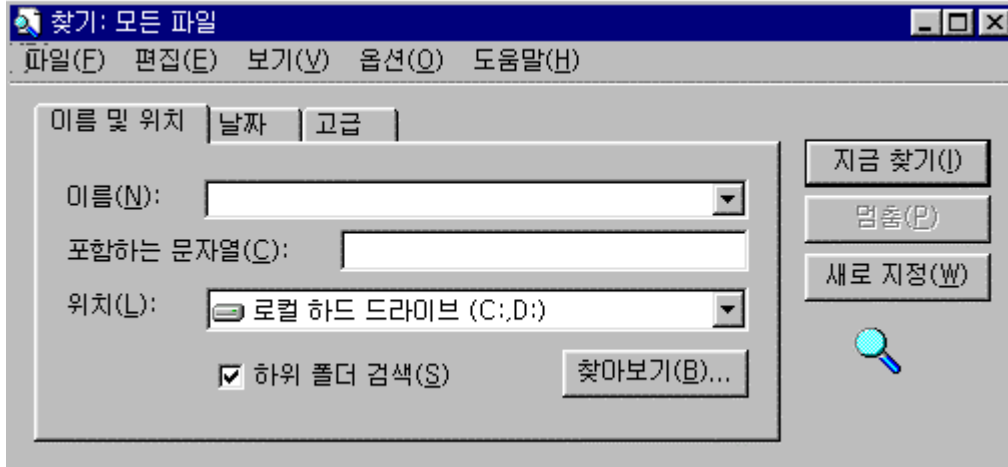 찾기: 모든 파일
파일(F) 편집(E) 보기(V) 옵션(O) 도움말(H)
이름 및 위치 날짜 고급
이름(N):
포함하는 문자열(C):
위치(L): 로컬 하드 드라이브 (C:,D:)
하위 폴더 검색(S) 찾아보기(B)...
지금 찾기(I)
멈춤(P)
새로 지정(W)